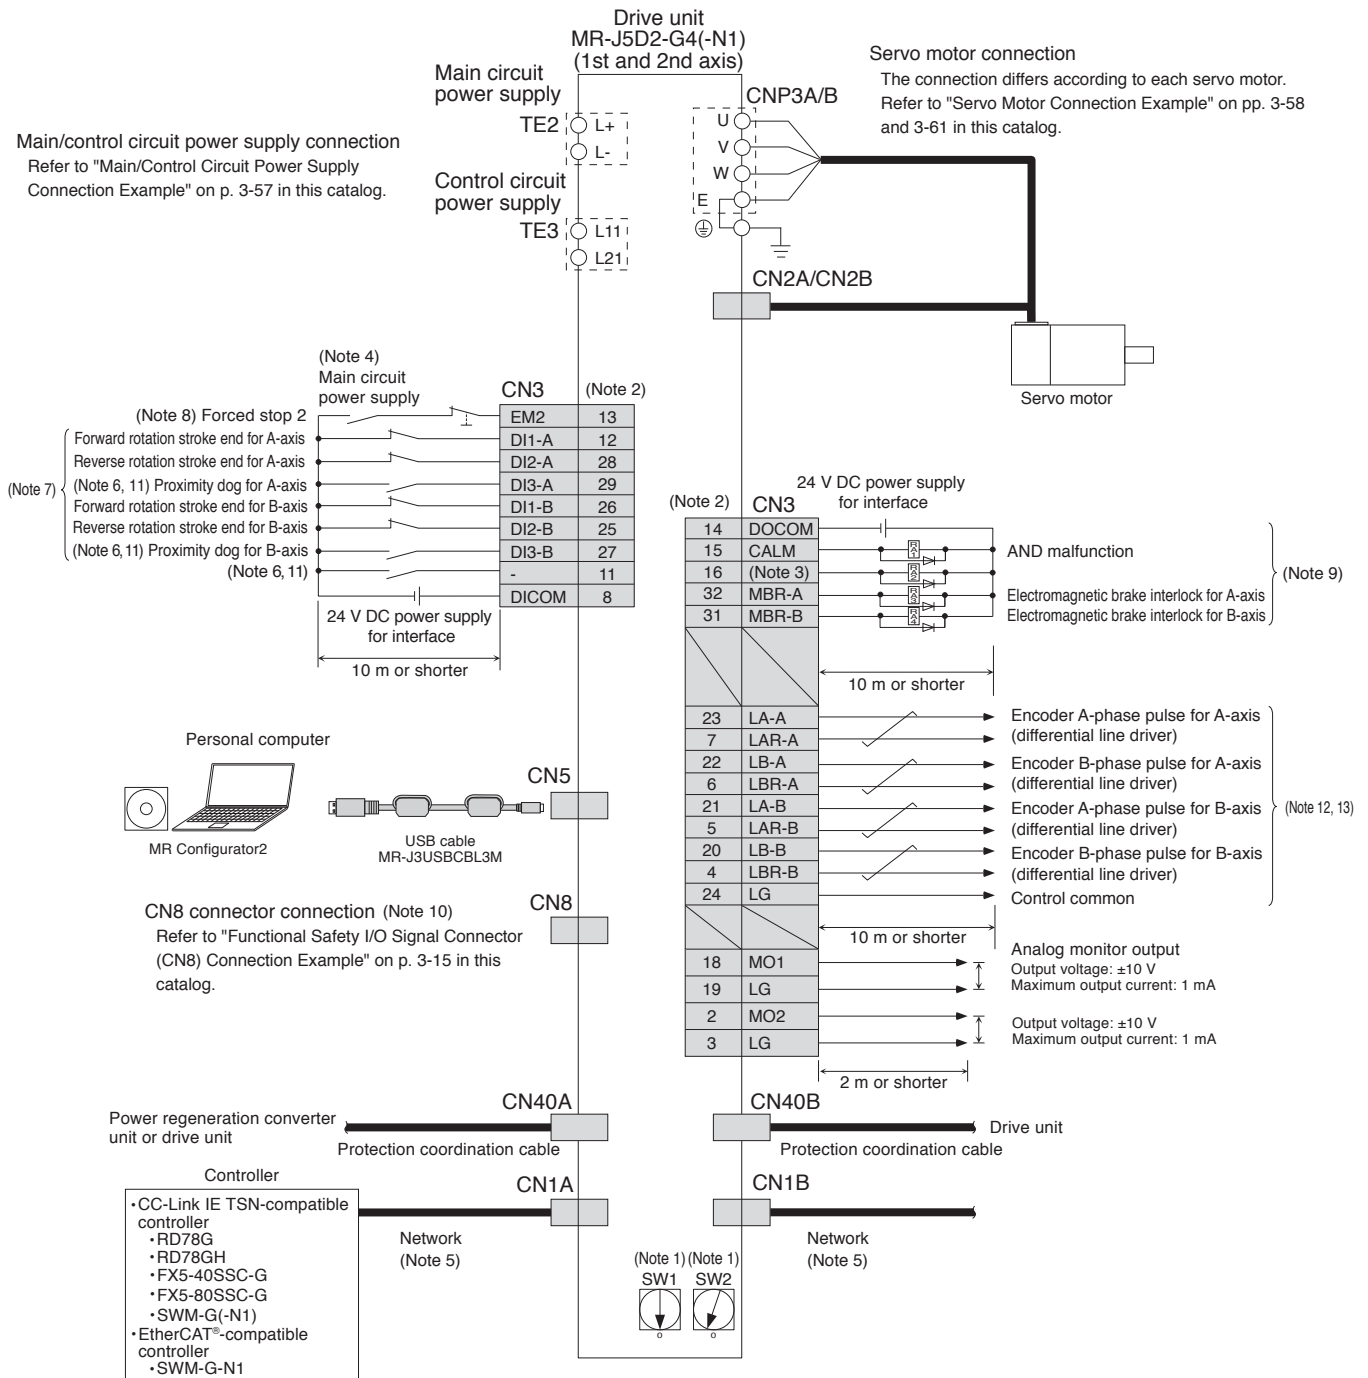 Drive unit
MR-J5D2-G4(-N1)
(1st and 2nd axis)
Main circuit
power supply
TE2
L+
L-
Control circuit
power supply
TE3
L11
L21
Main/control circuit power supply connection
Refer to "Main/Control Circuit Power Supply
Connection Example" on p. 3-57 in this catalog.
CNP3A/B
U
V
W
E
Servo motor connection
The connection differs according to each servo motor.
Refer to "Servo Motor Connection Example" on pp. 3-58
and 3-61 in this catalog.
CN2A/CN2B
Servo motor
(Note 4)
Main circuit
power supply
CN3
(Note 2)
(Note 8) Forced stop 2
EM2 13
Forward rotation stroke end for A-axis
DI1-A 12
Reverse rotation stroke end for A-axis
DI2-A 28
(Note 7)
(Note 6, 11) Proximity dog for A-axis
DI3-A 29
Forward rotation stroke end for B-axis
DI1-B 26
Reverse rotation stroke end for B-axis
DI2-B 25
(Note 6, 11) Proximity dog for B-axis
DI3-B 27
(Note 6, 11)
- 11
DICOM 8
24 V DC power supply
for interface
10 m or shorter
24 V DC power supply
for interface
(Note 2)
CN3
14 DOCOM
15 CALM
RA1
AND malfunction
16 (Note 3)
RA2
(Note 9)
32 MBR-A
RA3
Electromagnetic brake interlock for A-axis
31 MBR-B
RA4
Electromagnetic brake interlock for B-axis
10 m or shorter
23 LA-A
Encoder A-phase pulse for A-axis
7 LAR-A
(differential line driver)
22 LB-A
Encoder B-phase pulse for A-axis
6 LBR-A
(differential line driver)
21 LA-B
Encoder A-phase pulse for B-axis
(Note 12, 13)
5 LAR-B
(differential line driver)
20 LB-B
Encoder B-phase pulse for B-axis
4 LBR-B
(differential line driver)
24 LG
Control common
10 m or shorter
Analog monitor output
18 MO1
Output voltage: ±10 V
Maximum output current: 1 mA
19 LG
2 MO2
Output voltage: ±10 V
Maximum output current: 1 mA
3 LG
2 m or shorter
Personal computer
MR Configurator2
CN5
USB cable
MR-J3USBCBL3M
CN8
CN8 connector connection (Note 10)
Refer to "Functional Safety I/O Signal Connector
(CN8) Connection Example" on p. 3-15 in this
catalog.
CN40A
Power regeneration converter
unit or drive unit
Protection coordination cable
CN40B
Drive unit
Protection coordination cable
Controller
CN1A
CN1B
•CC-Link IE TSN-compatible
controller
•RD78G
•RD78GH
•FX5-40SSC-G
•FX5-80SSC-G
•SWM-G(-N1)
•EtherCAT®-compatible
controller
•SWM-G-N1
Network
(Note 5)
Network
(Note 5)
(Note 1) (Note 1)
SW1 SW2
0 0